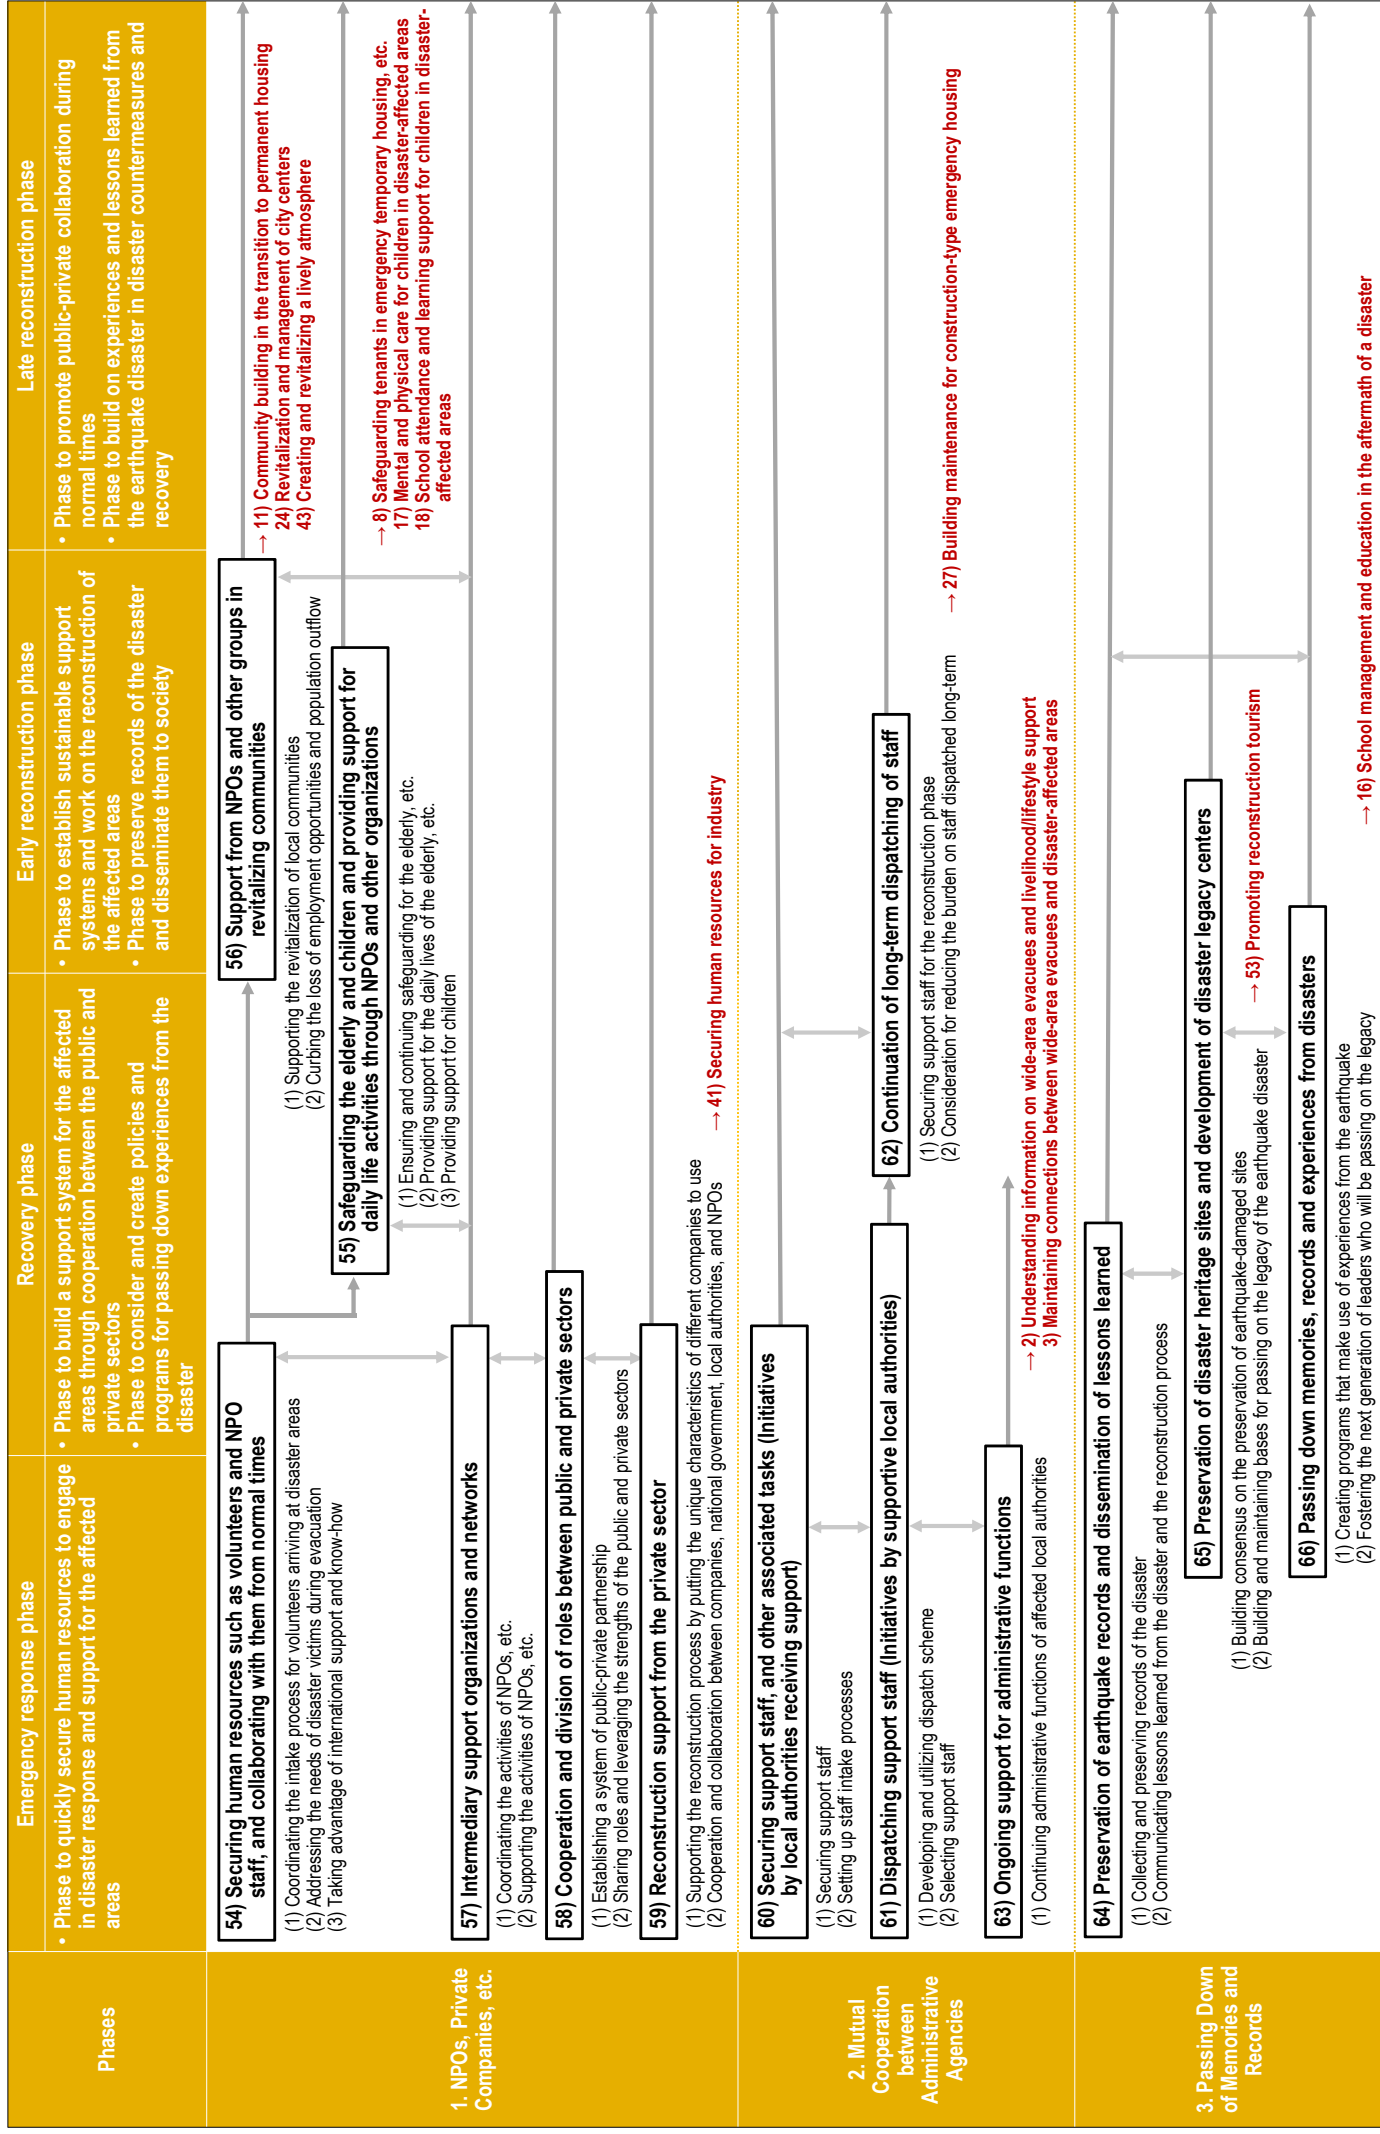 Phases
Emergency response phase
Recovery phase
Early reconstruction phase
Late reconstruction phase
• Phase to quickly secure human resources to engage
in disaster response and support for the affected
areas
• Phase to build a support system for the affected
areas through cooperation between the public and
private sectors
• Phase to consider and create policies and
programs for passing down experiences from the
disaster
• Phase to establish sustainable support
systems and work on the reconstruction of
the affected areas
• Phase to preserve records of the disaster
and disseminate them to society
• Phase to promote public-private collaboration during
normal times
• Phase to build on experiences and lessons learned from
the earthquake disaster in disaster countermeasures and
recovery
1. NPOs, Private
Companies, etc.
54) Securing human resources such as volunteers and NPO
staff, and collaborating with them from normal times
(1) Coordinating the intake process for volunteers arriving at disaster areas
(2) Addressing the needs of disaster victims during evacuation
(3) Taking advantage of international support and know-how
56) Support from NPOs and other groups in
revitalizing communities
(1) Supporting the revitalization of local communities
(2) Curbing the loss of employment opportunities and population outflow
→ 11) Community building in the transition to permanent housing
24) Revitalization and management of city centers
43) Creating and revitalizing a lively atmosphere
55) Safeguarding the elderly and children and providing support for
daily life activities through NPOs and other organizations
(1) Ensuring and continuing safeguarding for the elderly, etc.
(2) Providing support for the daily lives of the elderly, etc.
(3) Providing support for children
→ 8) Safeguarding tenants in emergency temporary housing, etc.
17) Mental and physical care for children in disaster-affected areas
18) School attendance and learning support for children in disaster-
affected areas
57) Intermediary support organizations and networks
(1) Coordinating the activities of NPOs, etc.
(2) Supporting the activities of NPOs, etc.
58) Cooperation and division of roles between public and private sectors
(1) Establishing a system of public-private partnership
(2) Sharing roles and leveraging the strengths of the public and private sectors
59) Reconstruction support from the private sector
(1) Supporting the reconstruction process by putting the unique characteristics of different companies to use
(2) Cooperation and collaboration between companies, national government, local authorities, and NPOs
→ 41) Securing human resources for industry
2. Mutual
Cooperation
between
Administrative
Agencies
60) Securing support staff, and other associated tasks (Initiatives
by local authorities receiving support)
(1) Securing support staff
(2) Setting up staff intake processes
61) Dispatching support staff (Initiatives by supportive local authorities)
(1) Developing and utilizing dispatch scheme
(2) Selecting support staff
62) Continuation of long-term dispatching of staff
(1) Securing support staff for the reconstruction phase
(2) Consideration for reducing the burden on staff dispatched long-term
→ 27) Building maintenance for construction-type emergency housing
63) Ongoing support for administrative functions
(1) Continuing administrative functions of affected local authorities
→ 2) Understanding information on wide-area evacuees and livelihood/lifestyle support
3) Maintaining connections between wide-area evacuees and disaster-affected areas
3. Passing Down
of Memories and
Records
64) Preservation of earthquake records and dissemination of lessons learned
(1) Collecting and preserving records of the disaster
(2) Communicating lessons learned from the disaster and the reconstruction process
65) Preservation of disaster heritage sites and development of disaster legacy centers
(1) Building consensus on the preservation of earthquake-damaged sites
(2) Building and maintaining bases for passing on the legacy of the earthquake disaster
→ 53) Promoting reconstruction tourism
66) Passing down memories, records and experiences from disasters
(1) Creating programs that make use of experiences from the earthquake
(2) Fostering the next generation of leaders who will be passing on the legacy
→ 16) School management and education in the aftermath of a disaster